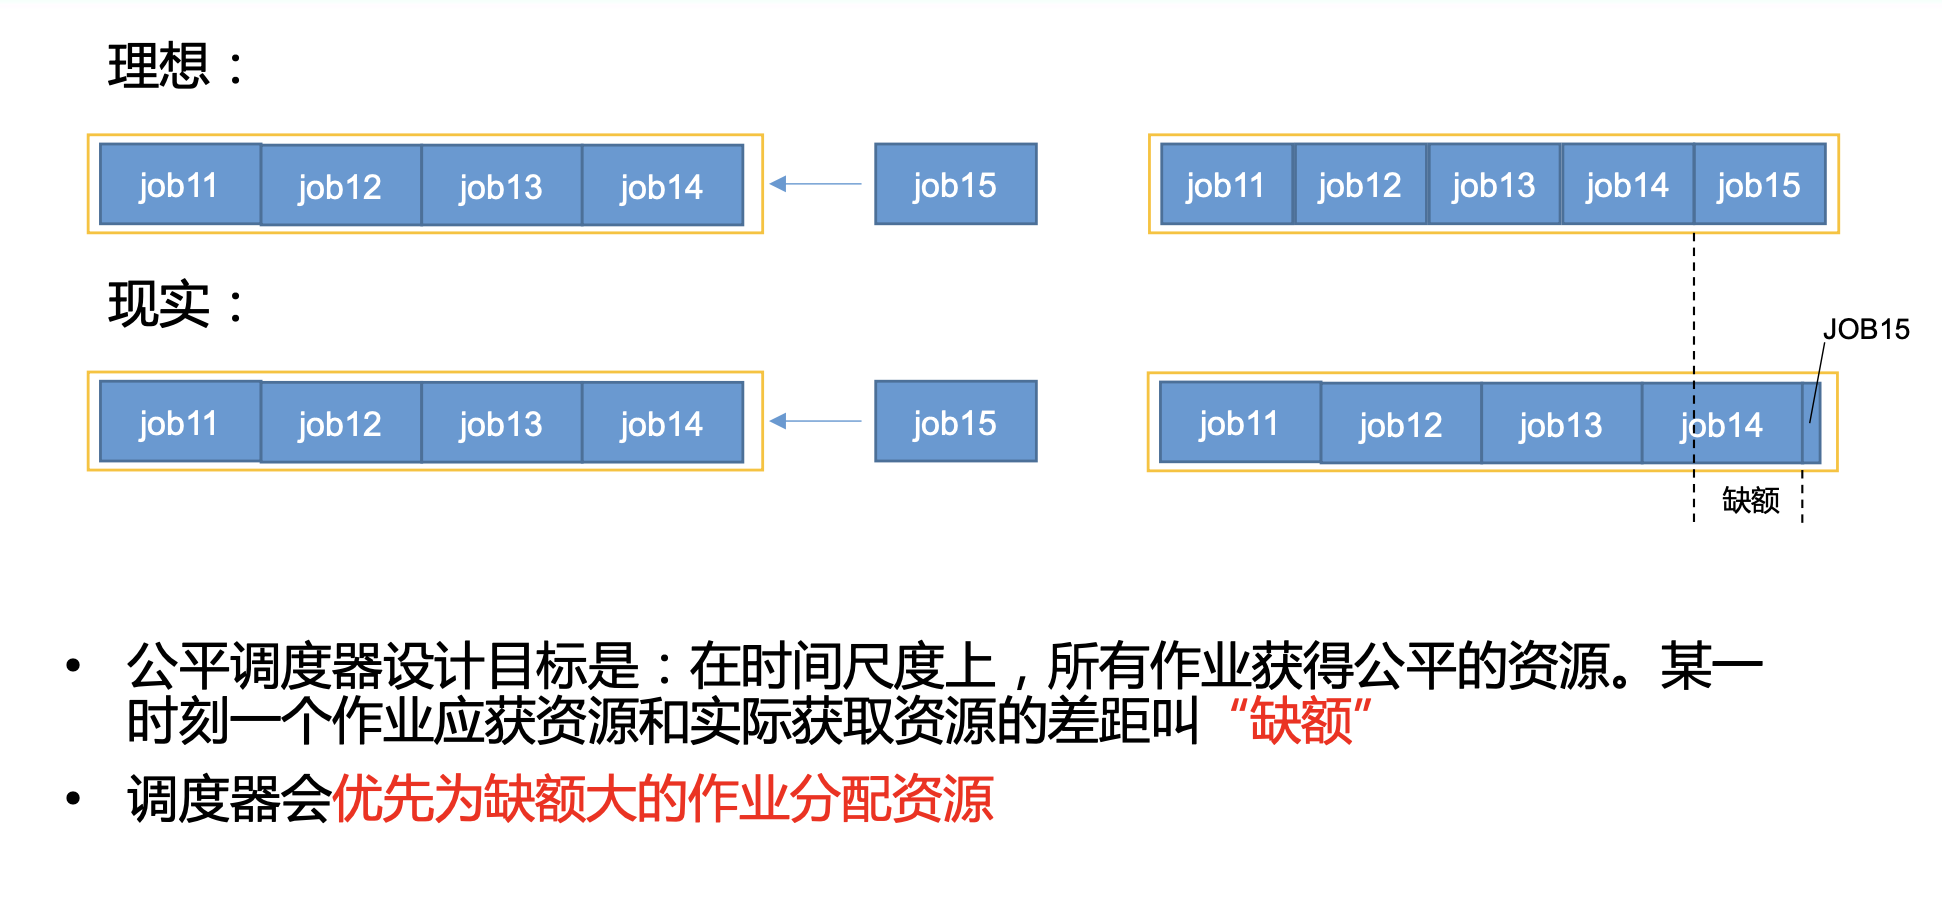 理想：
job11 job12 job13 job14 job15 job11 job12 job13 job14 job15
现实：
JOB15
job11 job12 job13 job14 job15 job11 job12 job13 job14
缺额
• 公平调度器设计目标是：在时间尺度上，所有作业获得公平的资源。某一
时刻一个作业应获资源和实际获取资源的差距叫“缺额”
• 调度器会优先为缺额大的作业分配资源